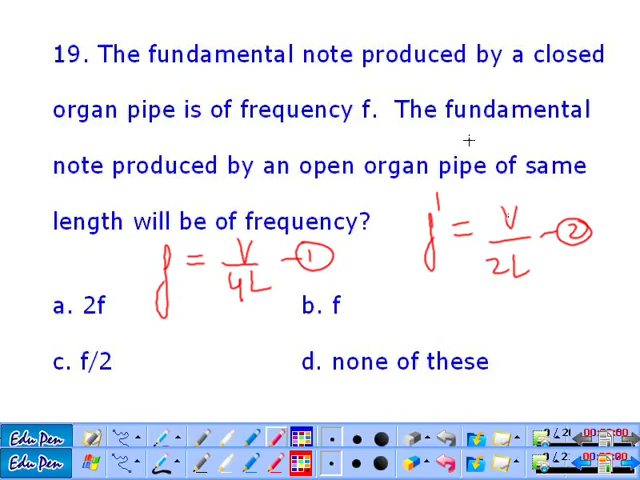 19. The fundamental note produced by a closed
organ pipe is of frequency f. The fundamental
note produced by an open organ pipe of same
length will be of frequency?
f = V/4L - 1
f' = V/2L - 2
a. 2f
b. f
c. f/2
d. none of these
Edu Pen
Edu Pen